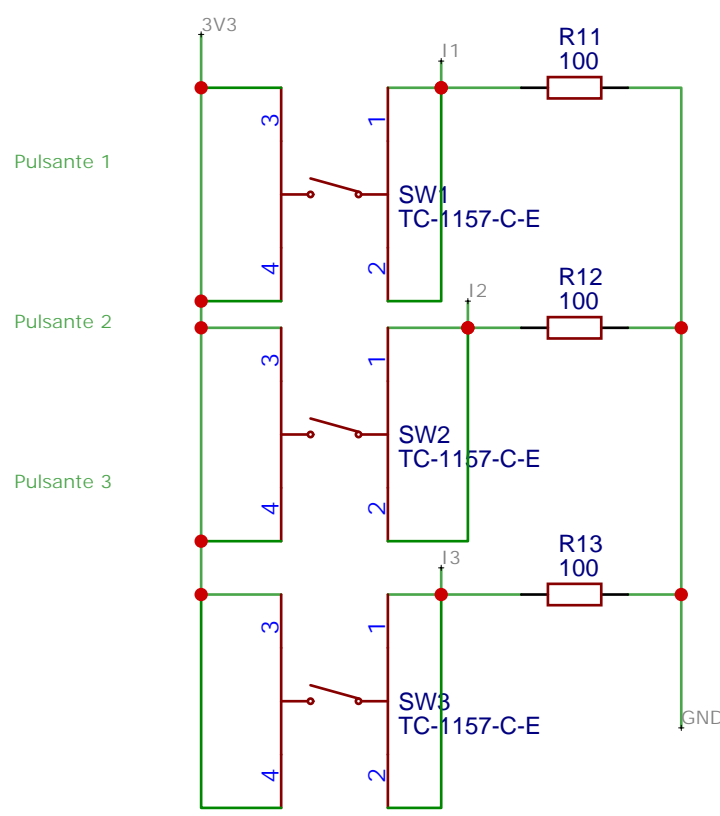 3V3
I1
R11
100
3
1
Pulsante 1
SW1
TC-1157-C-E
4
2
I2
R12
100
Pulsante 2
3
1
SW2
TC-1157-C-E
Pulsante 3
4
2
I3
R13
100
3
1
SW3
TC-1157-C-E
GND
4
2